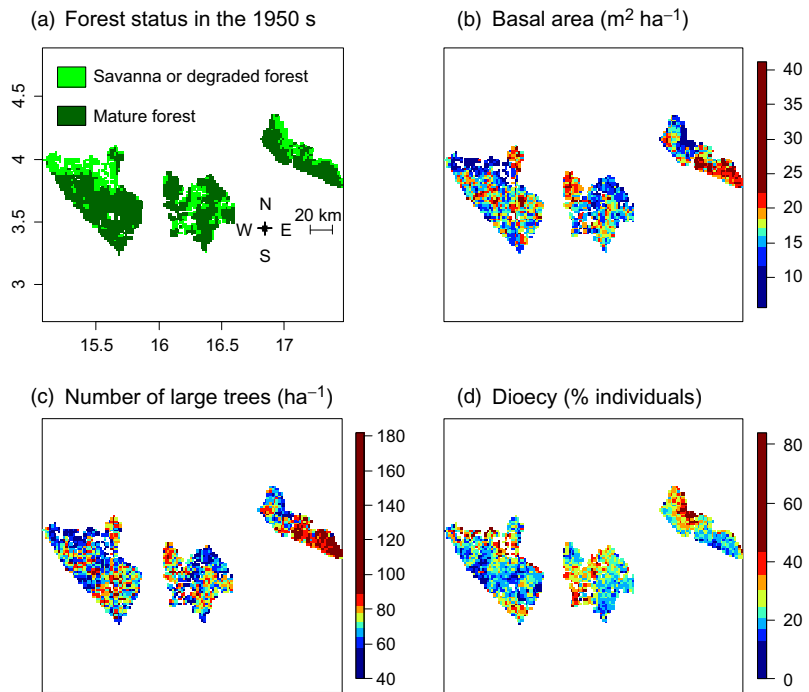 (a) Forest status in the 1950 s
Savanna or degraded forest
Mature forest
4.5
4
3.5
3
N
W E
S
20 km
15.5 16 16.5 17
(b) Basal area (m² ha⁻¹)
40
35
30
25
20
15
10
(c) Number of large trees (ha⁻¹)
180
160
140
120
100
80
60
40
(d) Dioecy (% individuals)
80
60
40
20
0